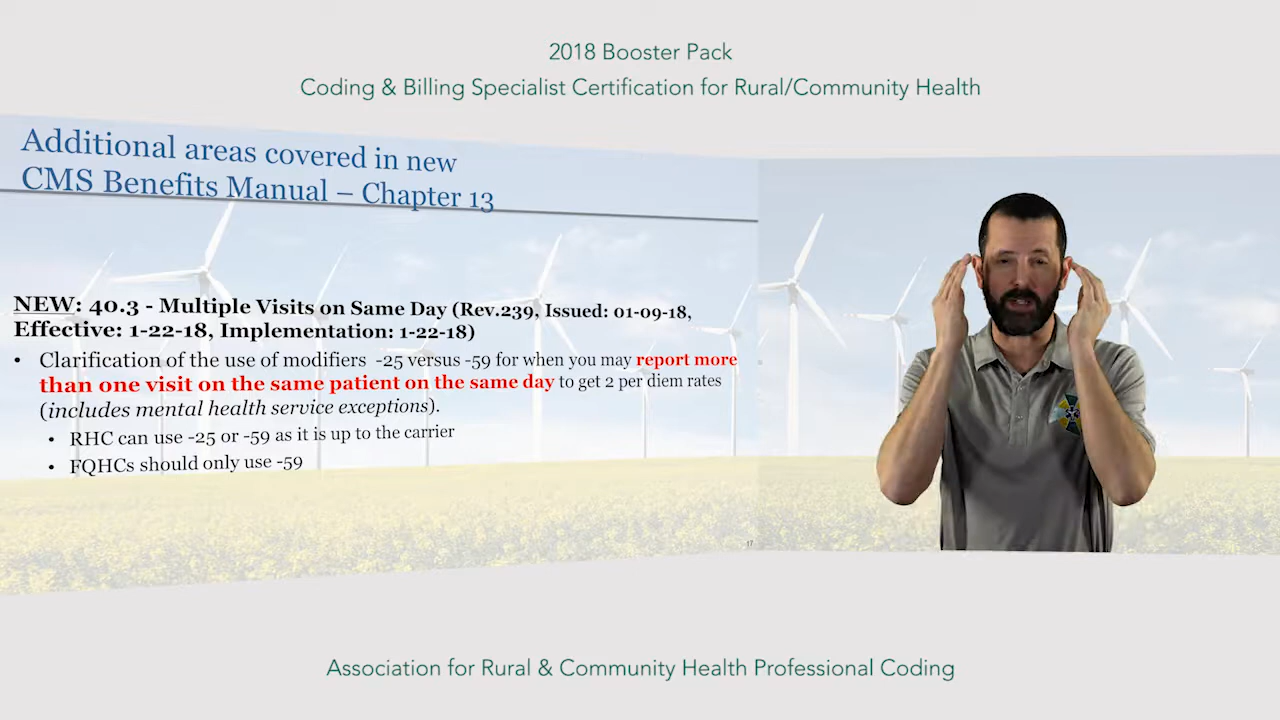 2018 Booster Pack
Coding & Billing Specialist Certification for Rural/Community Health
Additional areas covered in new
CMS Benefits Manual – Chapter 13
NEW: 40.3 - Multiple Visits on Same Day (Rev.239, Issued: 01-09-18,
Effective: 1-22-18, Implementation: 1-22-18)
• Clarification of the use of modifiers -25 versus -59 for when you may report more
than one visit on the same patient on the same day to get 2 per diem rates
(includes mental health service exceptions).
• RHC can use -25 or -59 as it is up to the carrier
• FQHCs should only use -59
17
Association for Rural & Community Health Professional Coding